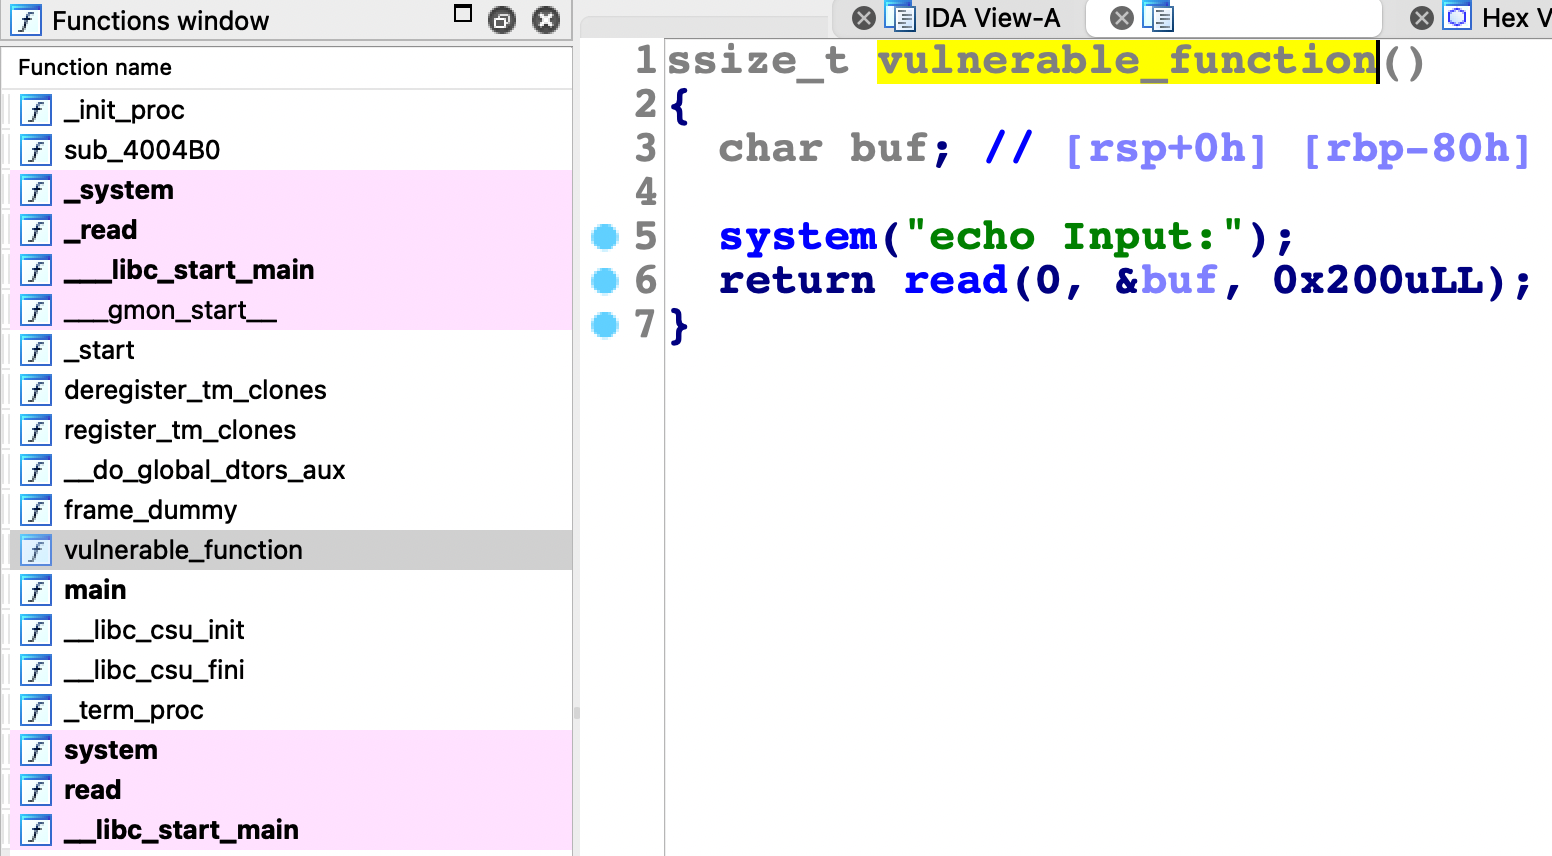 Functions window
Function name
_init_proc
sub_4004B0
_system
_read
___libc_start_main
___gmon_start__
_start
deregister_tm_clones
register_tm_clones
__do_global_dtors_aux
frame_dummy
vulnerable_function
main
__libc_csu_init
__libc_csu_fini
_term_proc
system
read
__libc_start_main
IDA View-A
Hex V
1 ssize_t vulnerable_function()
2 {
3 char buf; // [rsp+0h] [rbp-80h]
4
5 system("echo Input:");
6 return read(0, &buf, 0x200uLL);
7 }